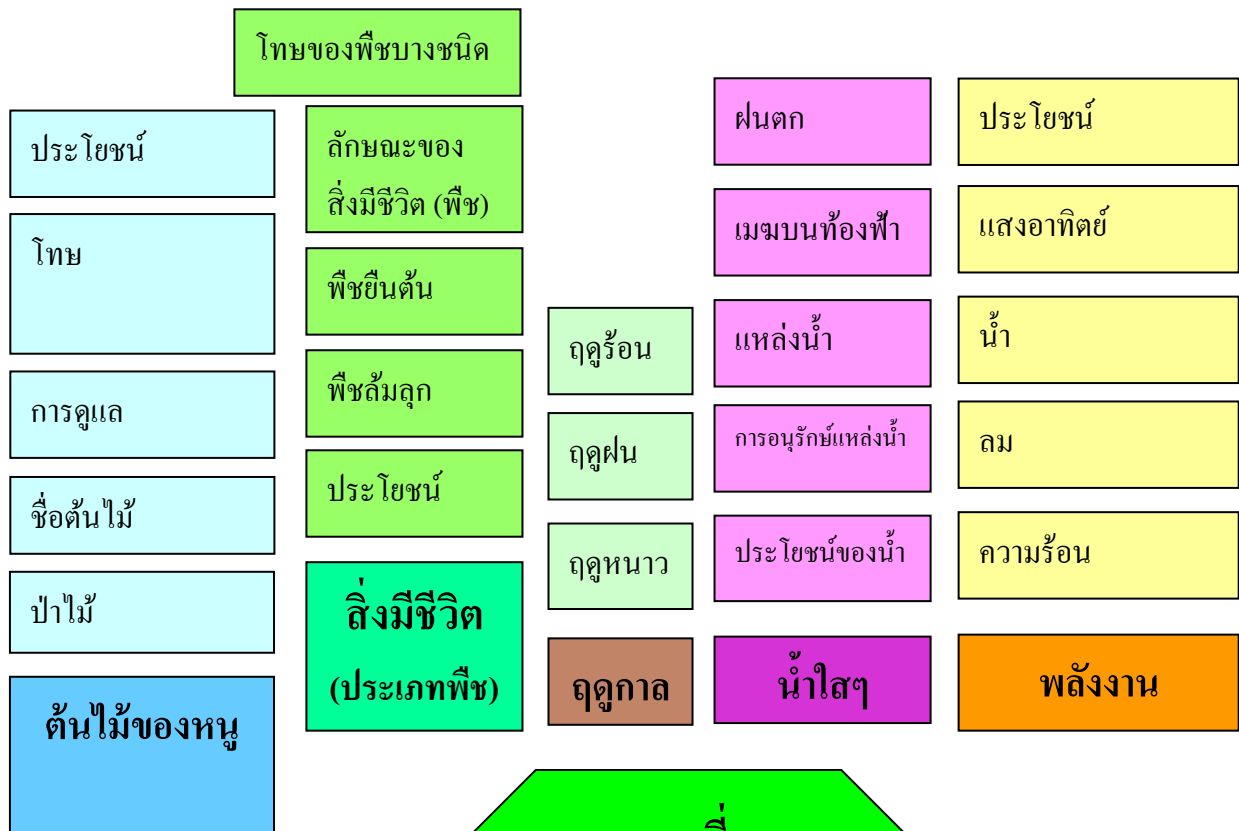 โทษของพืชบางชนิด
ประโยชน์
โทษ
การดูแล
ชื่อต้นไม้
ป่าไม้
ต้นไม้ของหนู
ลักษณะของ
สิ่งมีชีวิต (พืช)
พืชยืนต้น
พืชล้มลุก
ประโยชน์
สิ่งมีชีวิต
(ประเภทพืช)
ฤดูร้อน
ฤดูฝน
ฤดูหนาว
ฤดูกาล
ฝนตก
เมฆบนท้องฟ้า
แหล่งน้ำ
การอนุรักษ์แหล่งน้ำ
ประโยชน์ของน้ำ
น้ำใสๆ
ประโยชน์
แสงอาทิตย์
น้ำ
ลม
ความร้อน
พลังงาน